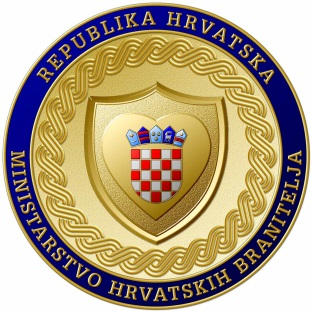 REPUBLIKA HRVATSKA
MINISTARSTVO HRVATSKIH BRANITELJA